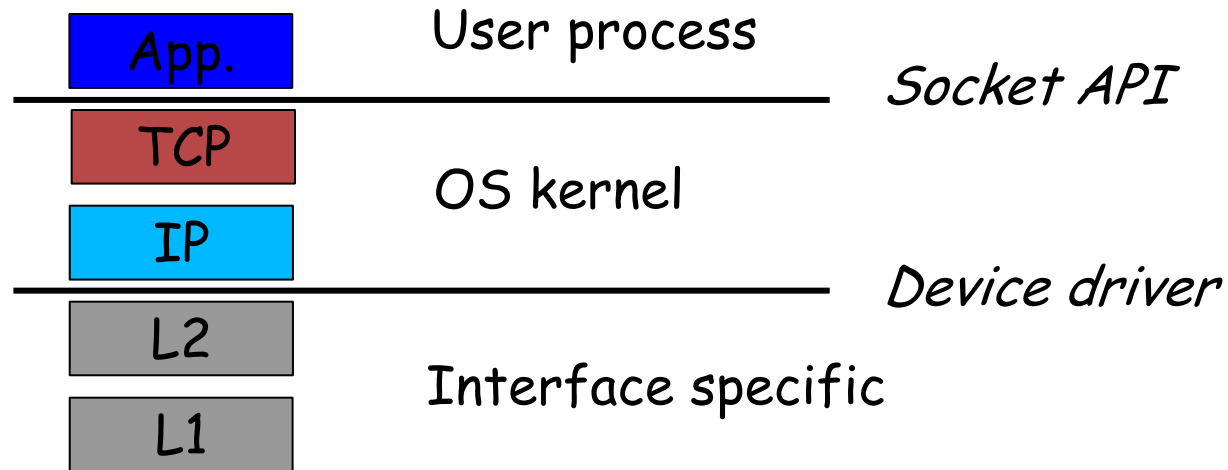 App.
User process
Socket API
TCP
OS kernel
IP
Device driver
L2
Interface specific
L1